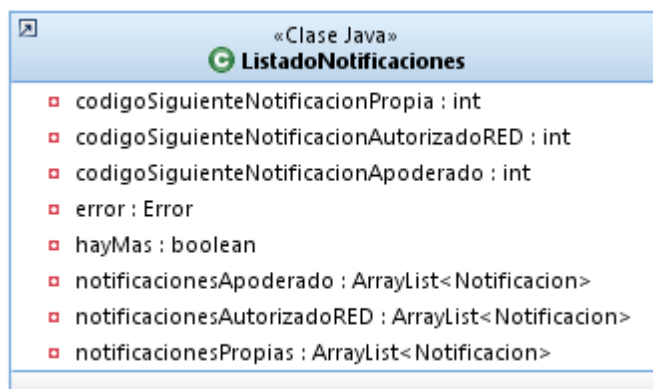 «Clase Java»
C ListadoNotificaciones
codigoSiguienteNotificacionPropia : int
codigoSiguienteNotificacionAutorizadoRED : int
codigoSiguienteNotificacionApoderado : int
error : Error
hayMas : boolean
notificacionesApoderado : ArrayList<Notificacion>
notificacionesAutorizadoRED : ArrayList<Notificacion>
notificacionesPropias : ArrayList<Notificacion>